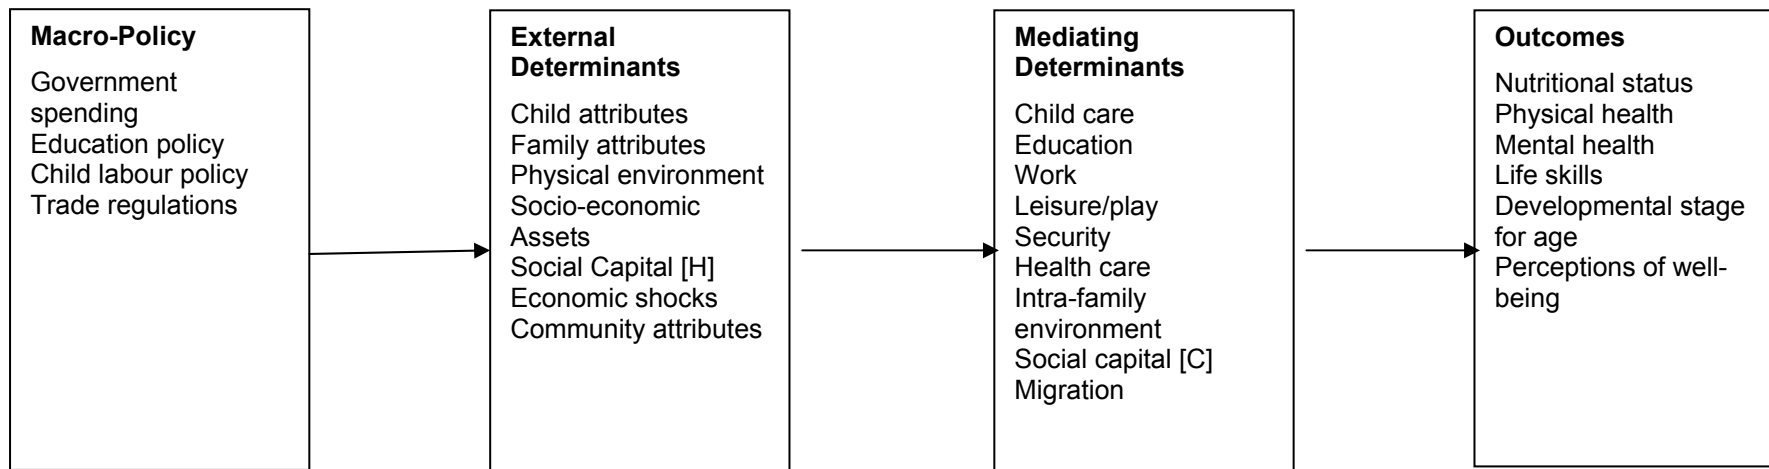 Macro-Policy
Government
spending
Education policy
Child labour policy
Trade regulations
External
Determinants
Child attributes
Family attributes
Physical environment
Socio-economic
Assets
Social Capital [H]
Economic shocks
Community attributes
Mediating
Determinants
Child care
Education
Work
Leisure/play
Security
Health care
Intra-family
environment
Social capital [C]
Migration
Outcomes
Nutritional status
Physical health
Mental health
Life skills
Developmental stage
for age
Perceptions of well-
being